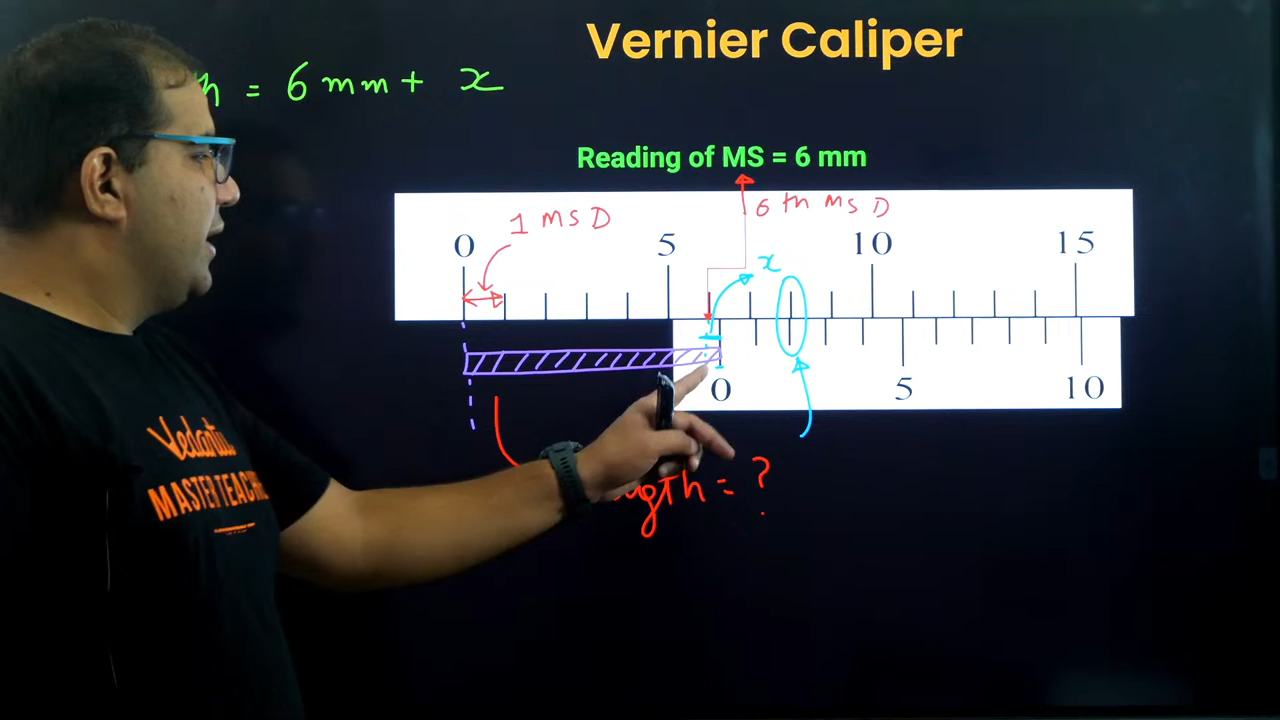 Vernier Caliper
= 6 mm + x
Reading of MS = 6 mm
1 MSD
6 th MSD
0 5 10 15
x
0 5 10
= ?
Vedantu
MASTER TEACHER